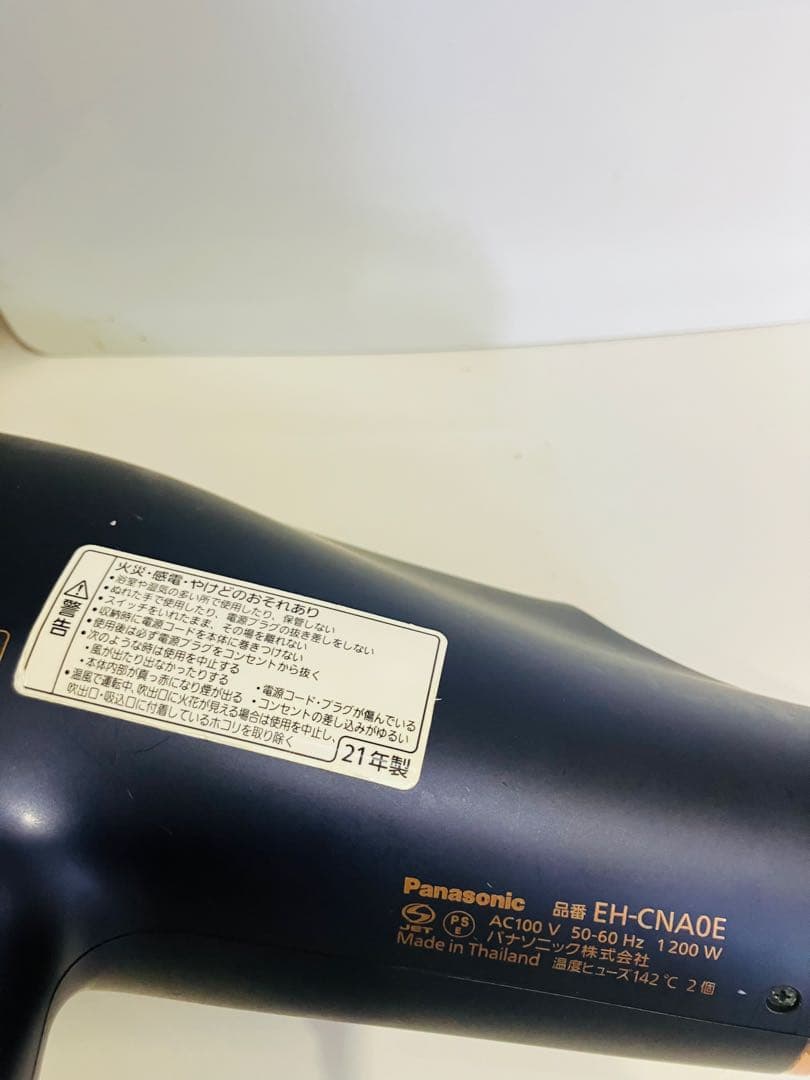 警告
火災・感電・やけどのおそれあり
•浴室や湿気の多い所で使用したり、保管しない
•ぬれた手で使用したり、電源プラグの抜き差しをしない
•スイッチをいれたまま、その場を離れない
•収納時に電源コードを本体に巻きつけない
•使用後は必ず電源プラグをコンセントから抜く
次のような時は使用を中止する
•風が出たり出なかったりする
•本体内部が真っ赤になり煙が出る
•電源コード・プラグが傷んでいる
•コンセントの差し込みがゆるい
•温風で運転中、吹出口に火花が見える場合は使用を中止し、
吹出口・吸込口に付着しているホコリを取り除く
21年製
Panasonic 品番 EH-CNA0E
JET PS E AC100 V 50-60 Hz 1200 W
パナソニック株式会社
Made in Thailand 温度ヒューズ142℃ 2個